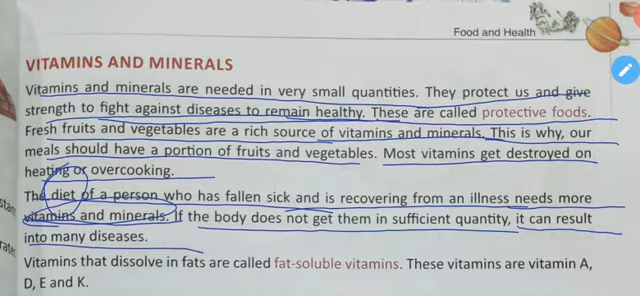 Food and Health
VITAMINS AND MINERALS
Vitamins and minerals are needed in very small quantities. They protect us and give
strength to fight against diseases to remain healthy. These are called protective foods.
Fresh fruits and vegetables are a rich source of vitamins and minerals. This is why, our
meals should have a portion of fruits and vegetables. Most vitamins get destroyed on
heating or overcooking.
The diet of a person who has fallen sick and is recovering from an illness needs more
vitamins and minerals. If the body does not get them in sufficient quantity, it can result
into many diseases.
Vitamins that dissolve in fats are called fat-soluble vitamins. These vitamins are vitamin A,
D, E and K.